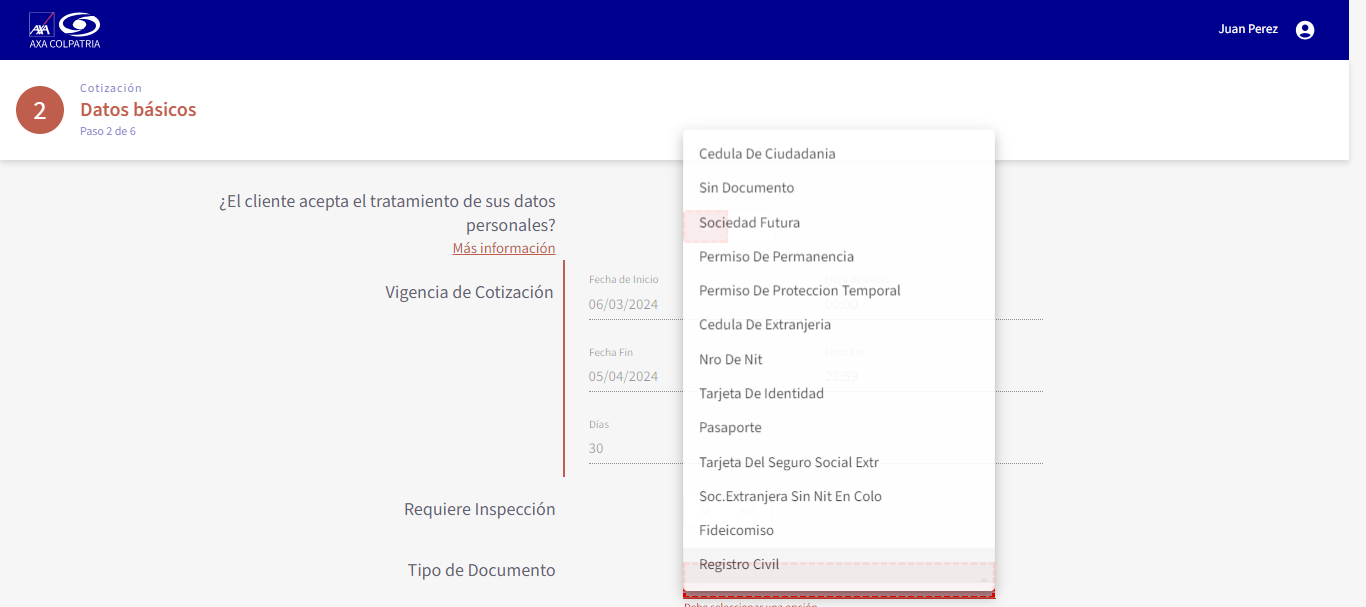 AXA
AXA COLPATRIA
Juan Perez
2
Cotización
Datos básicos
Paso 2 de 6
¿El cliente acepta el tratamiento de sus datos
personales?
Más información
Vigencia de Cotización
Fecha de Inicio
06/03/2024
00:00
Fecha Fin
05/04/2024
23:59
Días
30
Requiere Inspección
Tipo de Documento
Cedula De Ciudadania
Sin Documento
Sociedad Futura
Permiso De Permanencia
Permiso De Proteccion Temporal
Cedula De Extranjeria
Nro De Nit
Tarjeta De Identidad
Pasaporte
Tarjeta Del Seguro Social Extr
Soc.Extranjera Sin Nit En Colo
Fideicomiso
Registro Civil
Debe seleccionar una opción